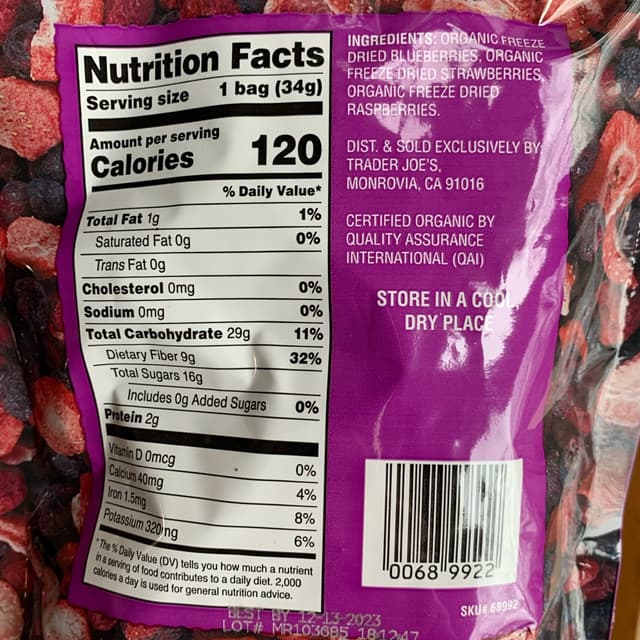 Nutrition Facts
Serving size 1 bag (34g)
Amount per serving
Calories 120
% Daily Value*
Total Fat 1g 1%
Saturated Fat 0g 0%
Trans Fat 0g
Cholesterol 0mg 0%
Sodium 0mg 0%
Total Carbohydrate 29g 11%
Dietary Fiber 9g 32%
Total Sugars 16g
Includes 0g Added Sugars 0%
Protein 2g
Vitamin D 0mcg 0%
Calcium 40mg 4%
Iron 1.5mg 8%
Potassium 320mg 6%
*The % Daily Value (DV) tells you how much a nutrient
in a serving of food contributes to a daily diet. 2,000
calories a day is used for general nutrition advice.
INGREDIENTS: ORGANIC FREEZE
DRIED BLUEBERRIES, ORGANIC
FREEZE DRIED STRAWBERRIES,
ORGANIC FREEZE DRIED
RASPBERRIES.
DIST. & SOLD EXCLUSIVELY BY
TRADER JOE'S,
MONROVIA, CA 91016
CERTIFIED ORGANIC BY
QUALITY ASSURANCE
INTERNATIONAL (QAI)
STORE IN A COOL,
DRY PLACE
0068 9922
SKU# 68992
BEST BY 12-13-2023
LOT# MR103685 18:12:47